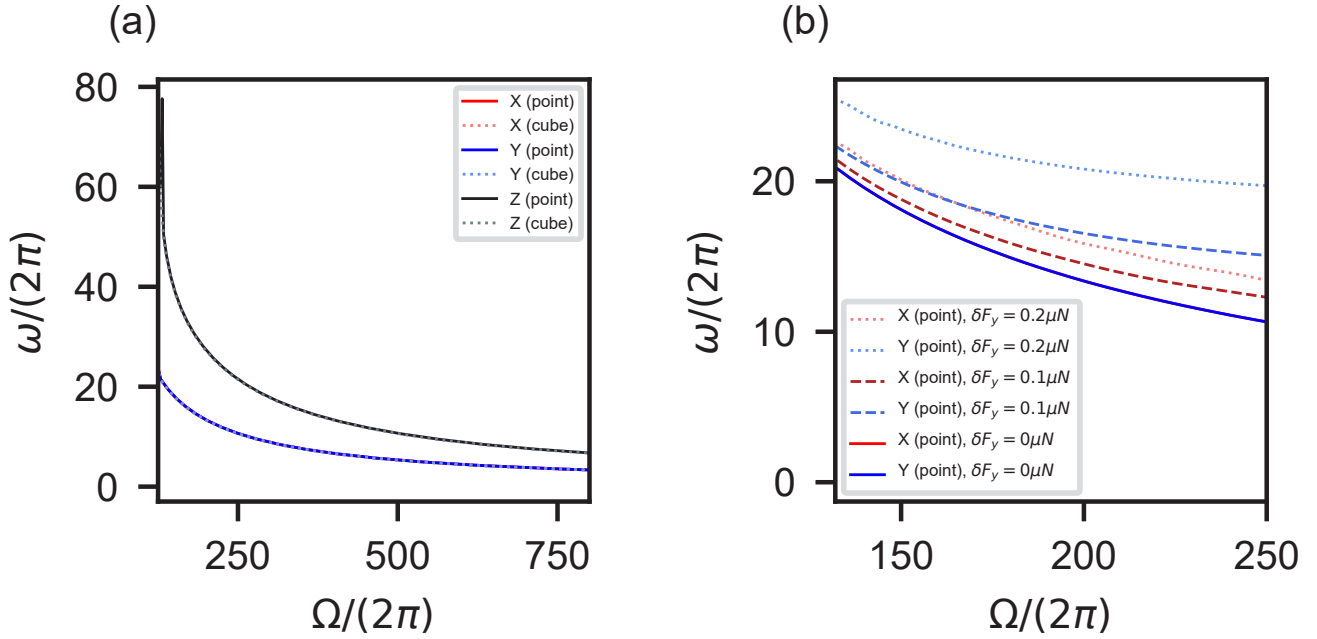 (a)
80
60
40
20
0
ω/(2π)
250
500
750
Ω/(2π)
X (point)
X (cube)
Y (point)
Y (cube)
Z (point)
Z (cube)
(b)
20
10
0
ω/(2π)
150
200
250
Ω/(2π)
X (point), δF_y = 0.2μN
Y (point), δF_y = 0.2μN
X (point), δF_y = 0.1μN
Y (point), δF_y = 0.1μN
X (point), δF_y = 0μN
Y (point), δF_y = 0μN